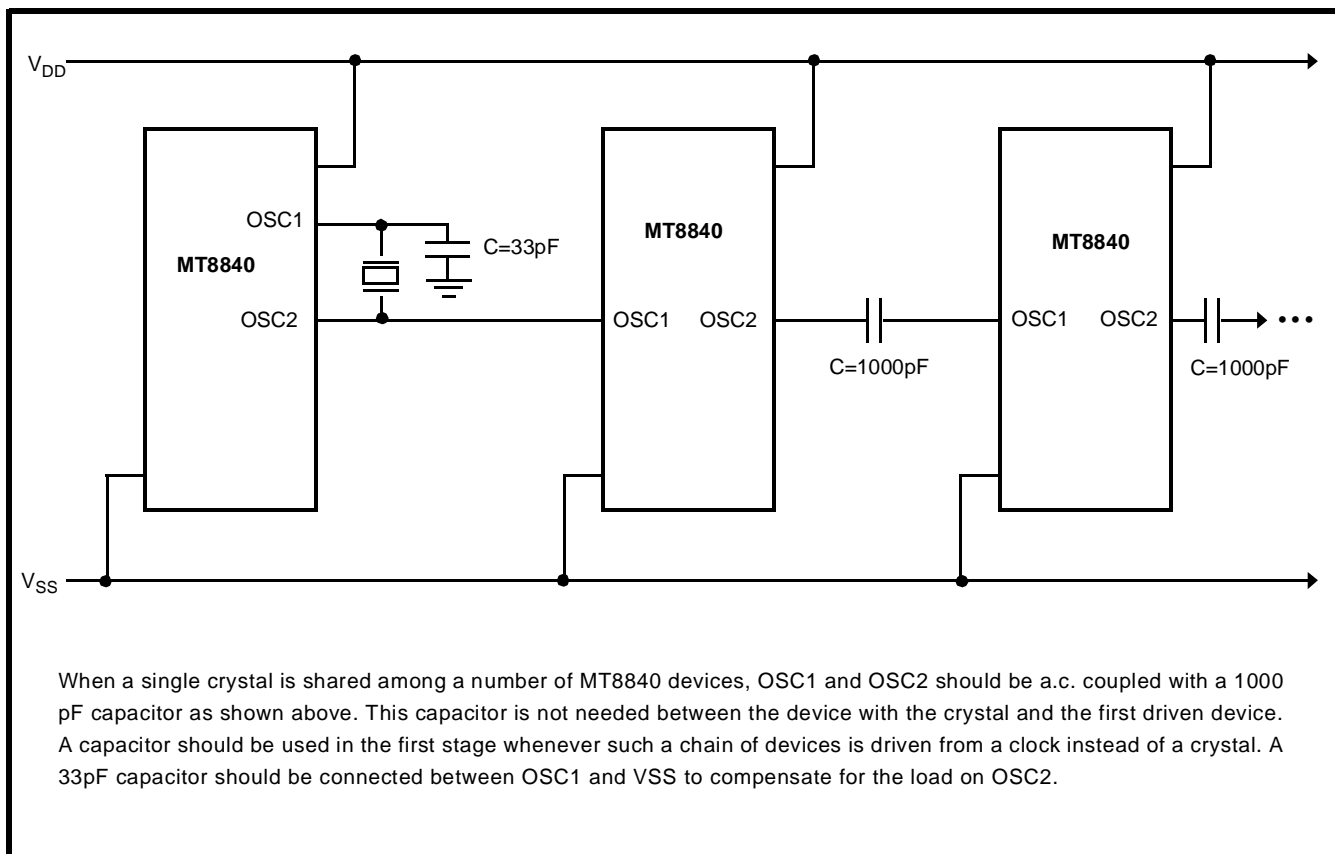 VDD
OSC1
MT8840
C=33pF
OSC2
MT8840
OSC1 OSC2
C=1000pF
MT8840
OSC1 OSC2
C=1000pF
VSS
When a single crystal is shared among a number of MT8840 devices, OSC1 and OSC2 should be a.c. coupled with a 1000
pF capacitor as shown above. This capacitor is not needed between the device with the crystal and the first driven device.
A capacitor should be used in the first stage whenever such a chain of devices is driven from a clock instead of a crystal. A
33pF capacitor should be connected between OSC1 and VSS to compensate for the load on OSC2.